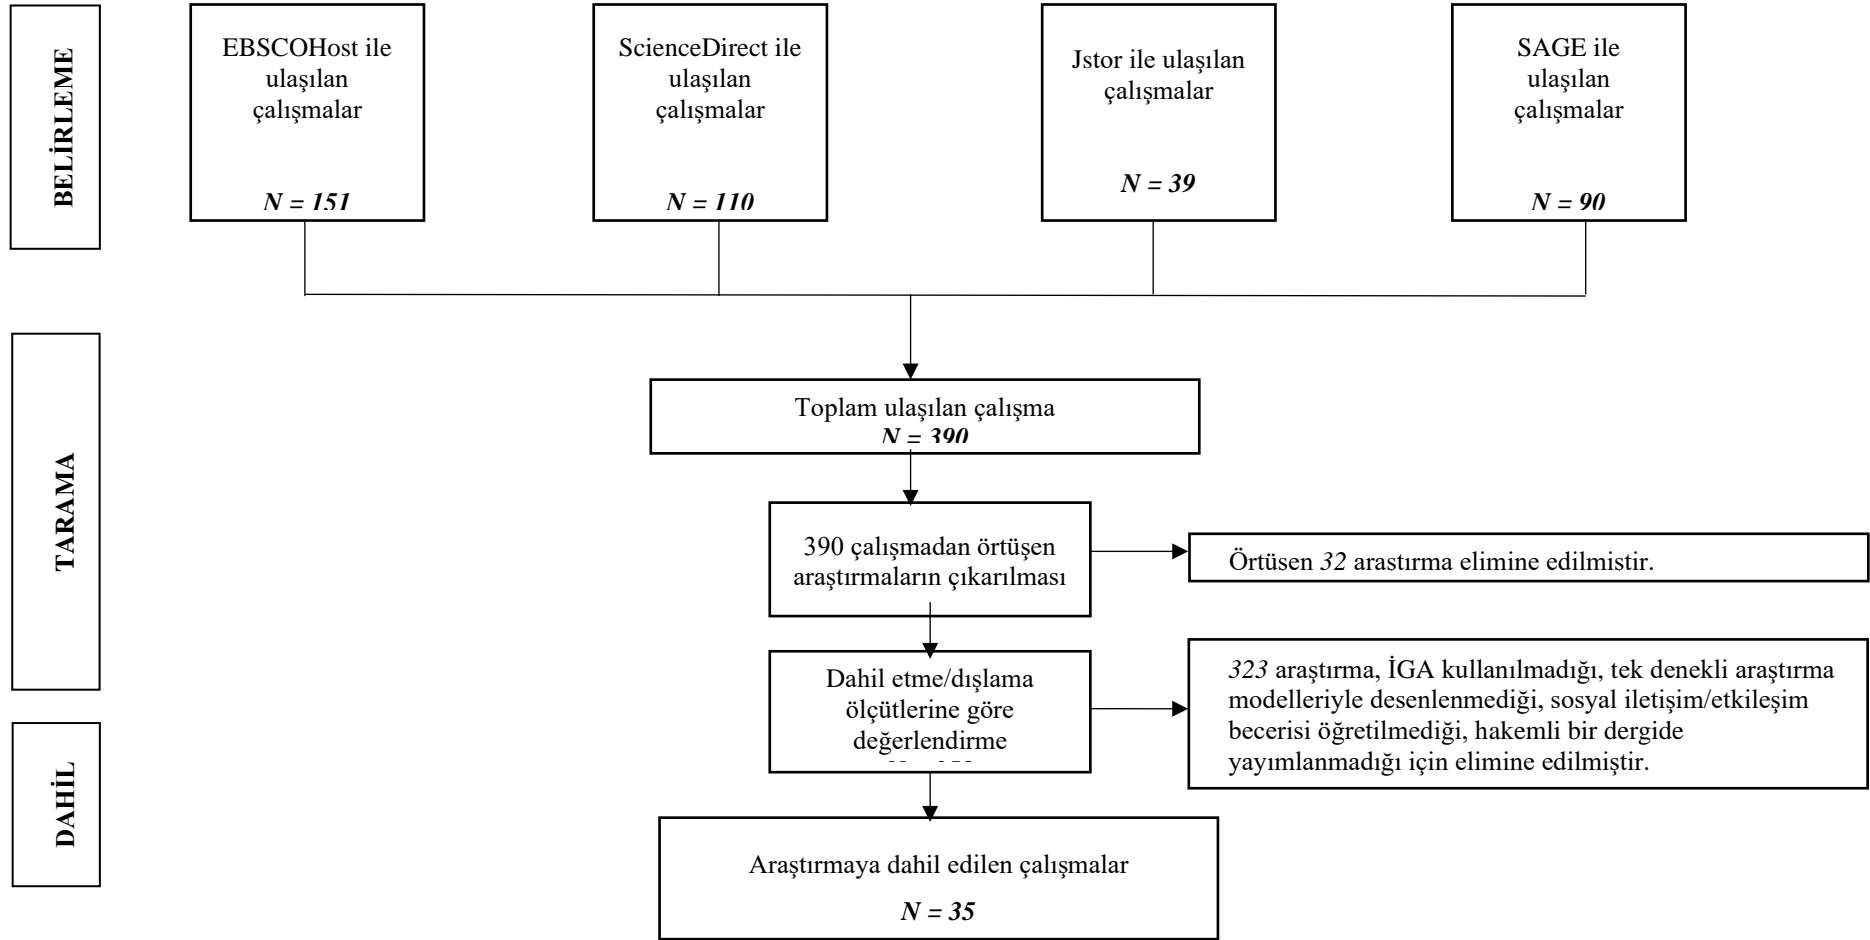 BELİRLEME
EBSCOHost ile
ulaşılan
çalışmalar
N = 151
ScienceDirect ile
ulaşılan
çalışmalar
N = 110
Jstor ile ulaşılan
çalışmalar
N = 39
SAGE ile
ulaşılan
çalışmalar
N = 90
TARAMA
Toplam ulaşılan çalışma
N = 390
390 çalışmadan örtüşen
araştırmaların çıkarılması
Örtüsen 32 arastırma elimine edilmistir.
Dahil etme/dışlama
ölçütlerine göre
değerlendirme
323 araştırma, İGA kullanılmadığı, tek denekli araştırma
modelleriyle desenlenmediği, sosyal iletişim/etkileşim
becerisi öğretilmediği, hakemli bir dergide
yayımlanmadığı için elimine edilmiştir.
DAHİL
Araştırmaya dahil edilen çalışmalar
N = 35